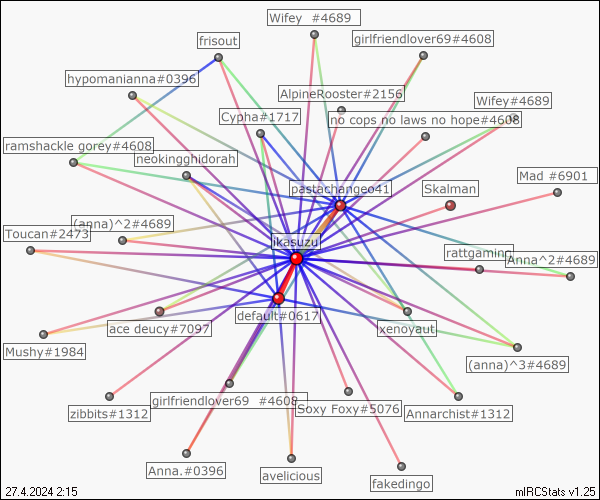 Wifey  #4689
frisout
girlfriendlover69#4608
hypomanianna#0396
AlpineRooster#2156
Wifey#4689
Cypha#1717
no cops no laws no hope#4608
ramshackle gorey#4608
neokingghidorah
Mad #6901
pastachangeo41
Skalman
(anna)^2#4689
Toucan#2473
likasuzu
rattgamin
Anna^2#4689
default#0617
xenoyaut
ace deucy#7097
Mushy#1984
(anna)^3#4689
girlfriendlover69  #4608
Soxy Foxy#5076
zibbits#1312
Annarchist#1312
Anna.#0396
avelicious
fakedingo
27.4.2024 2:15
mIRCStats v1.25